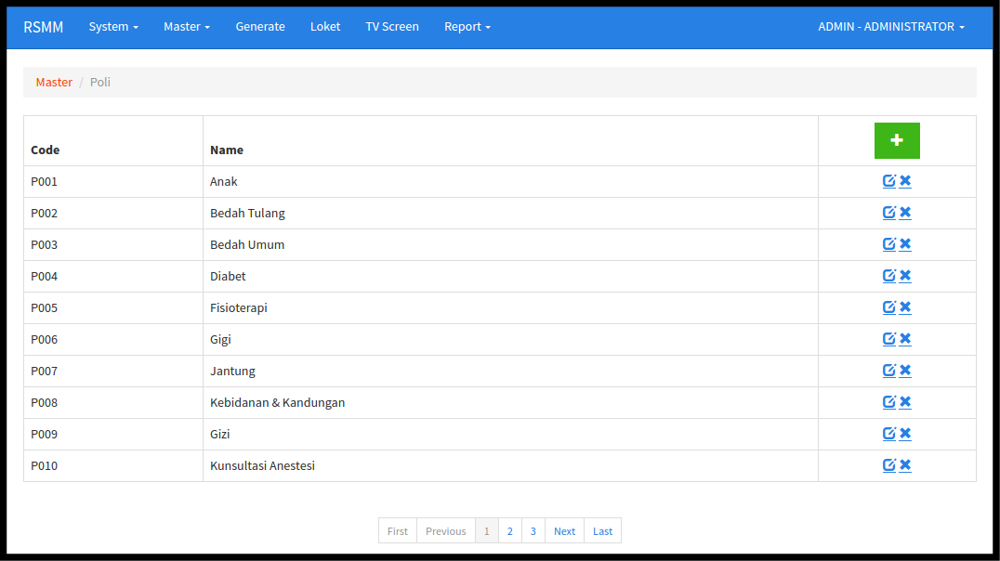 RSMM System Master Generate Loket TV Screen Report ADMIN - ADMINISTRATOR
Master / Poli
Code Name
P001 Anak
P002 Bedah Tulang
P003 Bedah Umum
P004 Diabet
P005 Fisioterapi
P006 Gigi
P007 Jantung
P008 Kebidanan & Kandungan
P009 Gizi
P010 Kunsultasi Anestesi
First Previous 1 2 3 Next Last